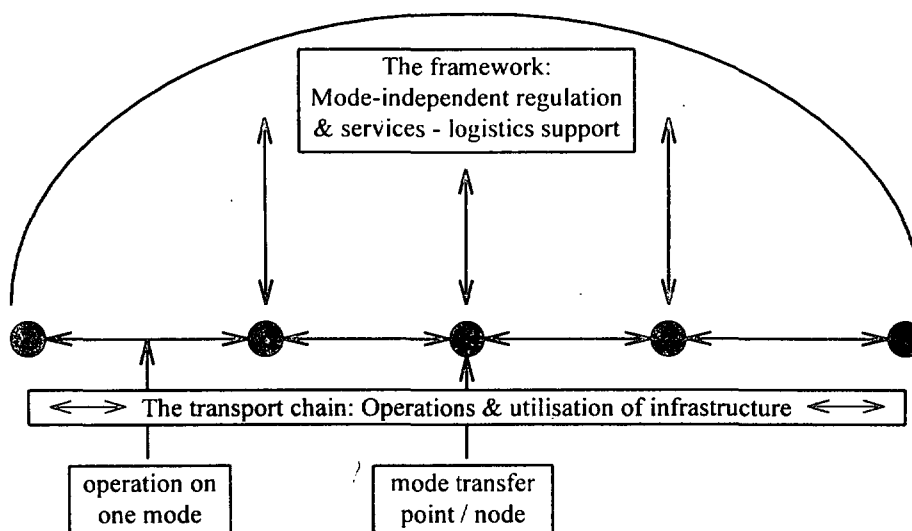 The framework:
Mode-independent regulation
& services - logistics support
The transport chain: Operations & utilisation of infrastructure
operation on
one mode
mode transfer
point / node